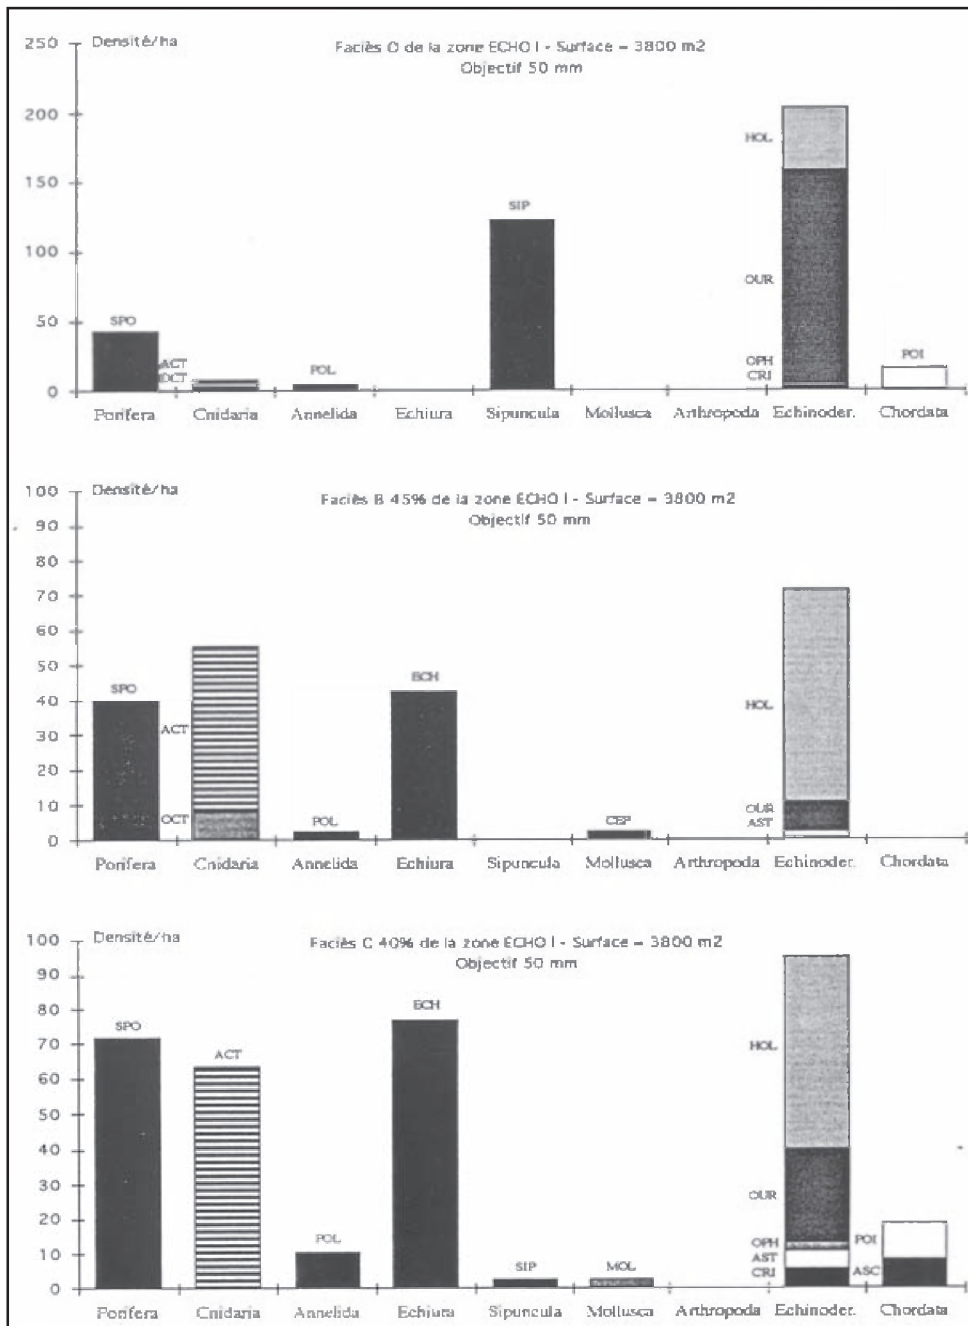 Densité/ha
Faciès O de la zone ECHO I - Surface = 3800 m2
Objectif 50 mm
250
200
150
100
50
0
SPO
ACT
OCT
POL
SIP
HOL
OUR
OPH
CRI
POI
Porifera Cnidaria Annelida Echiura Sipuncula Mollusca Arthropoda Echinoder. Chordata
Densité/ha
Faciès B 45% de la zone ECHO I - Surface = 3800 m2
Objectif 50 mm
100
90
80
70
60
50
40
30
20
10
0
SPO
ACT
OCT
POL
ECH
CEP
HOL
OUR
AST
Porifera Cnidaria Annelida Echiura Sipuncula Mollusca Arthropoda Echinoder. Chordata
Densité/ha
Faciès C 40% de la zone ECHO I - Surface = 3800 m2
Objectif 50 mm
100
90
80
70
60
50
40
30
20
10
0
SPO
ACT
POL
ECH
SIP
MOL
HOL
OUR
OPH
AST
CRI
POI
ASC
Porifera Cnidaria Annelida Echiura Sipuncula Mollusca Arthropoda Echinoder. Chordata